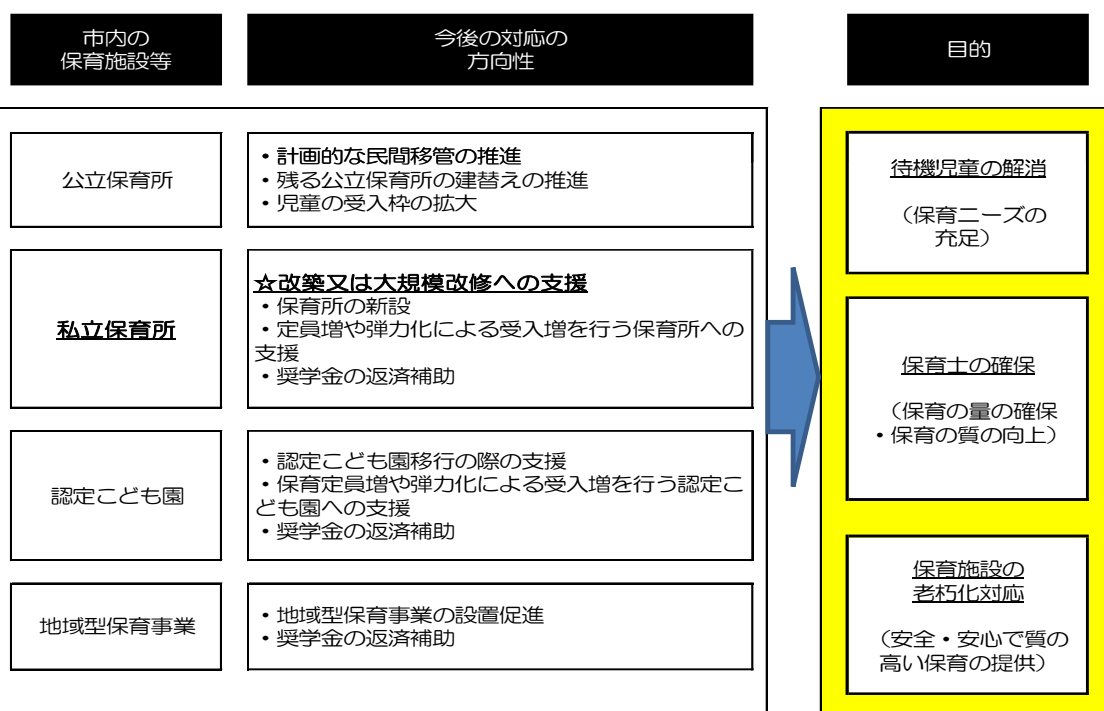 市内の
保育施設等
今後の対応の
方向性
目的
公立保育所
・計画的な民間移管の推進
・残る公立保育所の建替えの推進
・児童の受入枠の拡大
私立保育所
☆改築又は大規模改修への支援
・保育所の新設
・定員増や弾力化による受入増を行う保育所への
支援
・奨学金の返済補助
認定こども園
・認定こども園移行の際の支援
・保育定員増や弾力化による受入増を行う認定こ
ども園への支援
・奨学金の返済補助
地域型保育事業
・地域型保育事業の設置促進
・奨学金の返済補助
待機児童の解消
（保育ニーズの
充足）
保育士の確保
（保育の量の確保
・保育の質の向上）
保育施設の
老朽化対応
（安全・安心で質の
高い保育の提供）